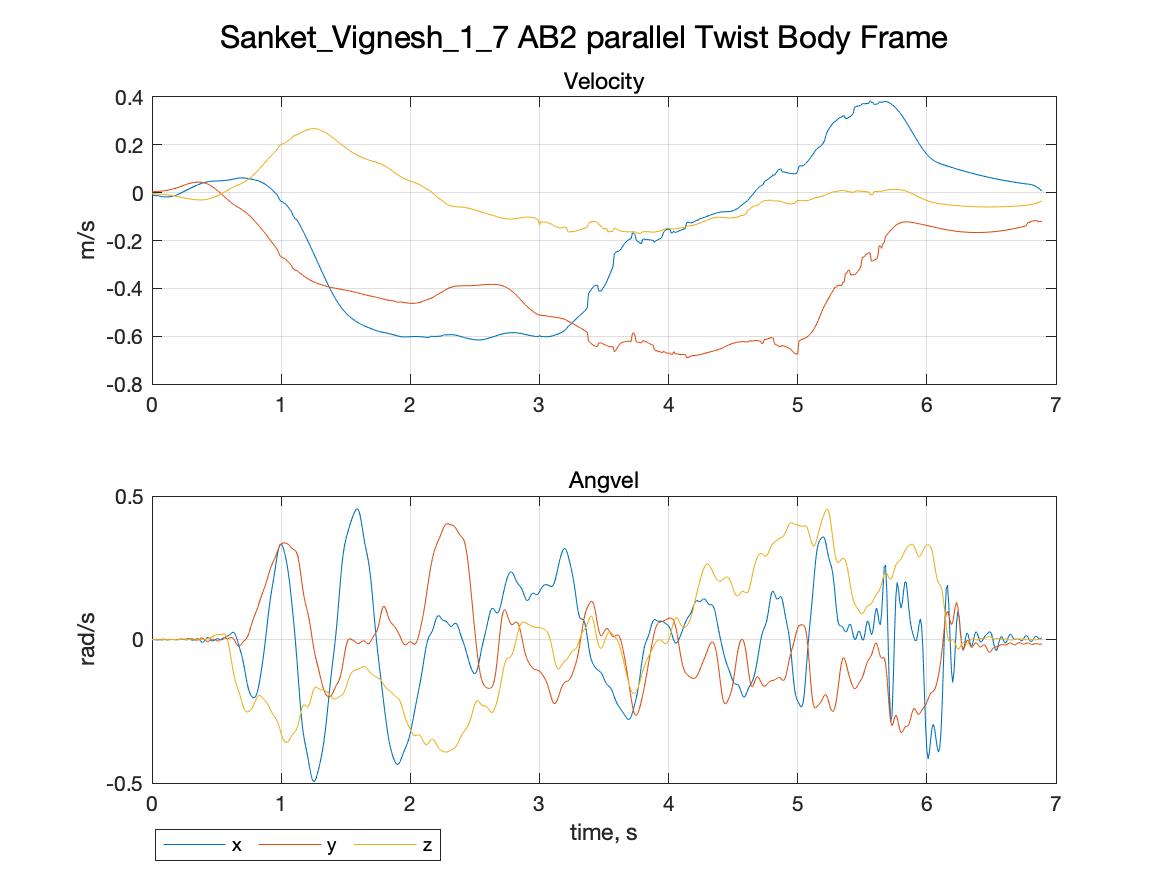 Sanket_Vignesh_1_7 AB2 parallel Twist Body Frame
Velocity
0.4
0.2
0
-0.2
-0.4
-0.6
-0.8
m/s
0 1 2 3 4 5 6 7
Angvel
0.5
0
-0.5
rad/s
0 1 2 3 4 5 6 7
time, s
x y z